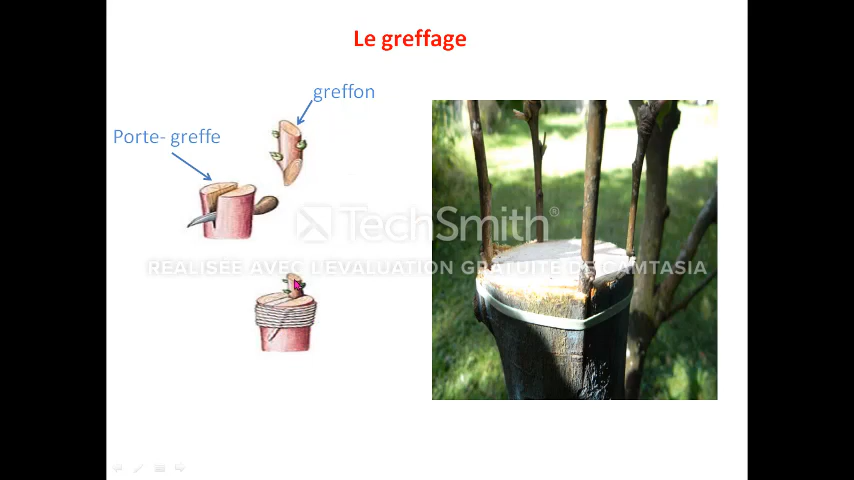 Le greffage
greffon
Porte- greffe
TechSmith®
RÉALISÉE AVEC L'ÉVALUATION GRATUITE DE CAMTASIA